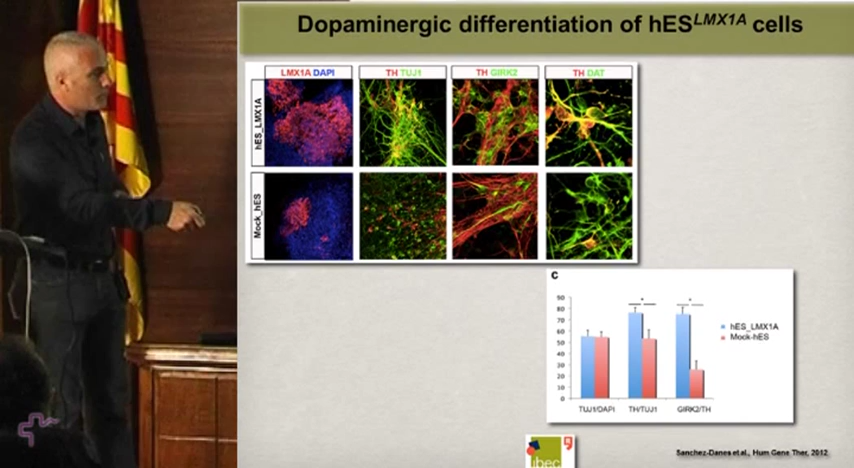 Dopaminergic differentiation of hES^LMX1A cells
LMX1A DAPI
TH TUJ1
TH GIRK2
TH DAT
hES_LMX1A
Mock_hES
c
90
80
70
60
50
40
30
20
10
0
TUJ1/DAPI
TH/TUJ1
GIRK2/TH
hES_LMX1A
Mock-hES
ibec
Sanchez-Danes et al., Hum Gene Ther, 2012